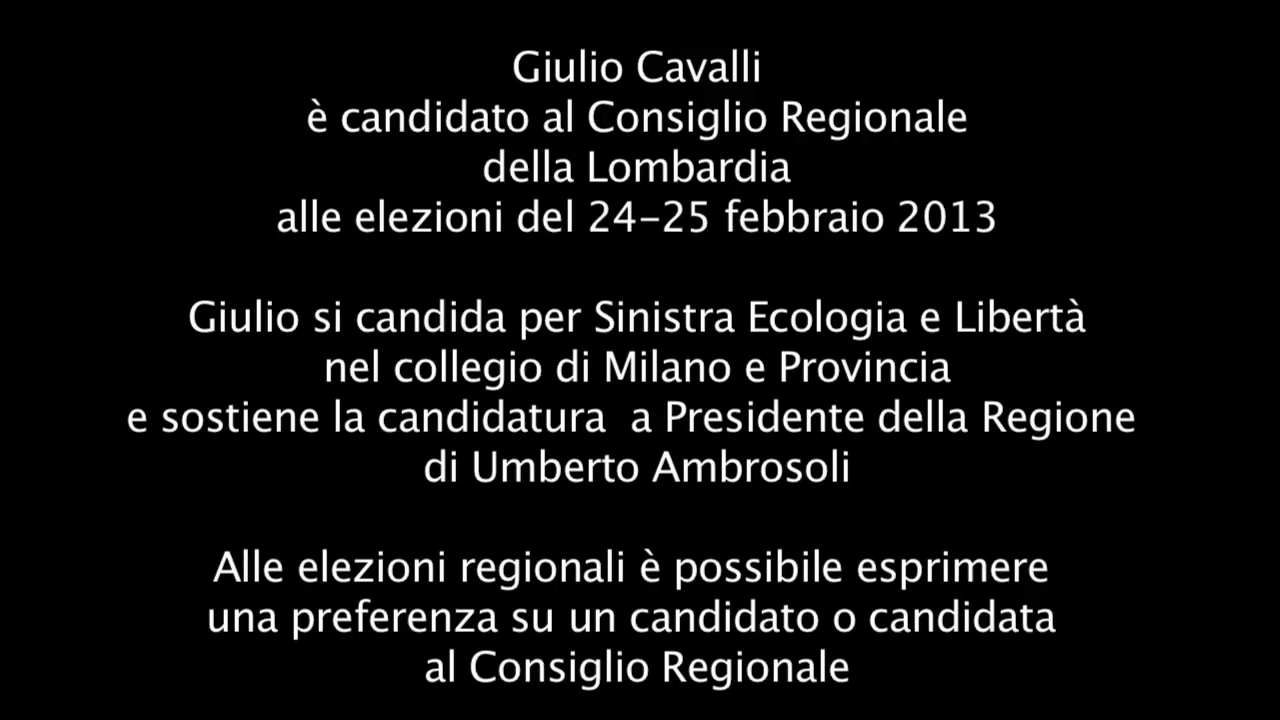 Giulio Cavalli
è candidato al Consiglio Regionale
della Lombardia
alle elezioni del 24-25 febbraio 2013
Giulio si candida per Sinistra Ecologia e Libertà
nel collegio di Milano e Provincia
e sostiene la candidatura  a Presidente della Regione
di Umberto Ambrosoli
Alle elezioni regionali è possibile esprimere
una preferenza su un candidato o candidata
al Consiglio Regionale